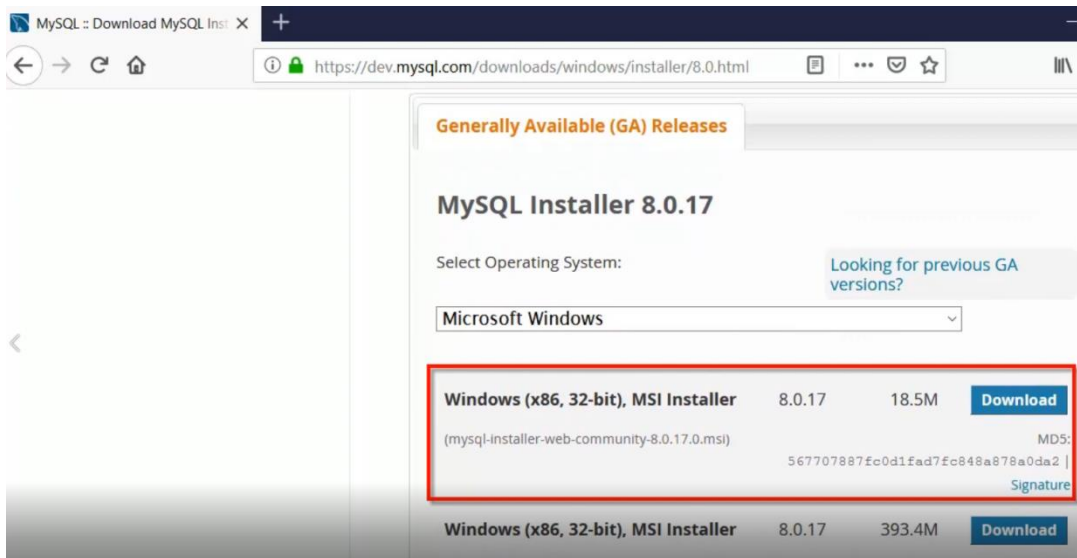 MySQL :: Download MySQL Inst
https://dev.mysql.com/downloads/windows/installer/8.0.html
Generally Available (GA) Releases
MySQL Installer 8.0.17
Select Operating System:
Looking for previous GA
versions?
Microsoft Windows
Windows (x86, 32-bit), MSI Installer 8.0.17 18.5M Download
(mysql-installer-web-community-8.0.17.0.msi) MD5:
567707887fc0d1fad7fc848a878a0da2 |
Signature
Windows (x86, 32-bit), MSI Installer 8.0.17 393.4M Download